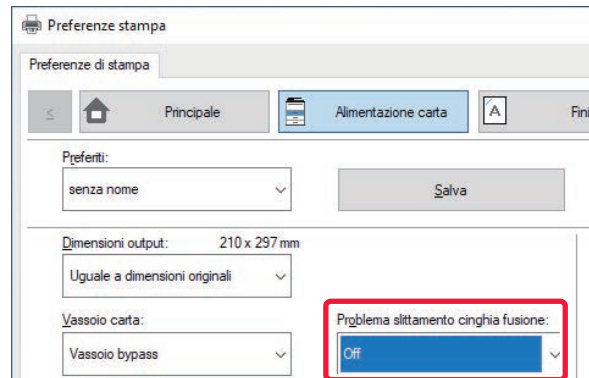 Preferenze stampa
Preferenze di stampa
≤ Principale Alimentazione carta A Fini
Preferiti:
senza nome Salva
Dimensioni output: 210 x 297 mm
Uguale a dimensioni originali
Vassoio carta: Problema slittamento cinghia fusione:
Vassoio bypass Off